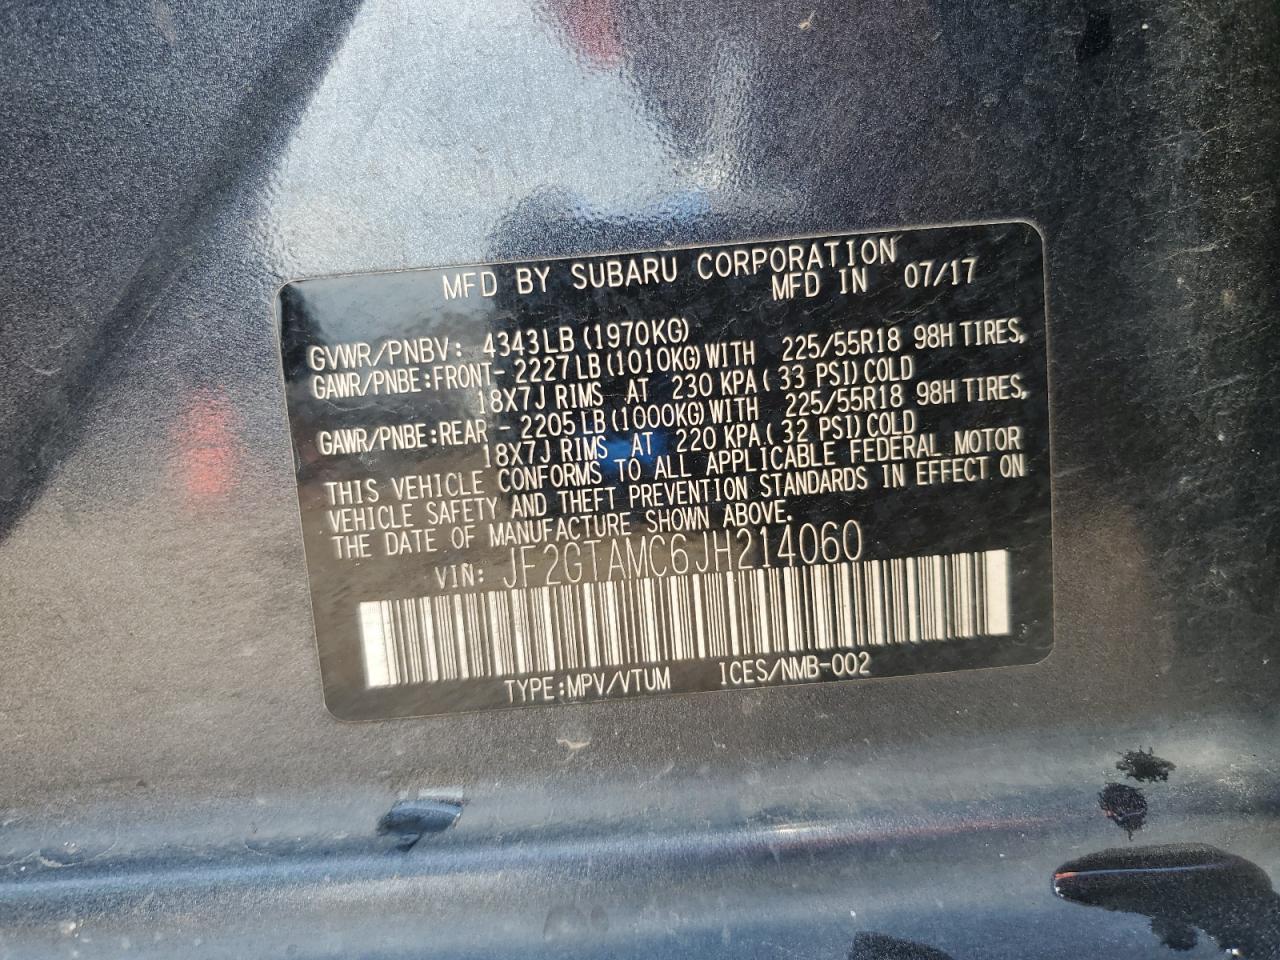 MFD BY SUBARU CORPORATION
MFD IN 07/17
GVWR/PNBV: 4343LB (1970KG)
GAWR/PNBE:FRONT- 2227LB (1010KG)WITH 225/55R18 98H TIRES,
18X7J RIMS AT 230 KPA( 33 PSI)COLD
GAWR/PNBE:REAR - 2205LB (1000KG)WITH 225/55R18 98H TIRES,
18X7J RIMS AT 220 KPA( 32 PSI)COLD
THIS VEHICLE CONFORMS TO ALL APPLICABLE FEDERAL MOTOR
VEHICLE SAFETY AND THEFT PREVENTION STANDARDS IN EFFECT ON
THE DATE OF MANUFACTURE SHOWN ABOVE.
VIN: JF2GTAMC6JH214060
TYPE:MPV/VTUM ICES/NMB-002